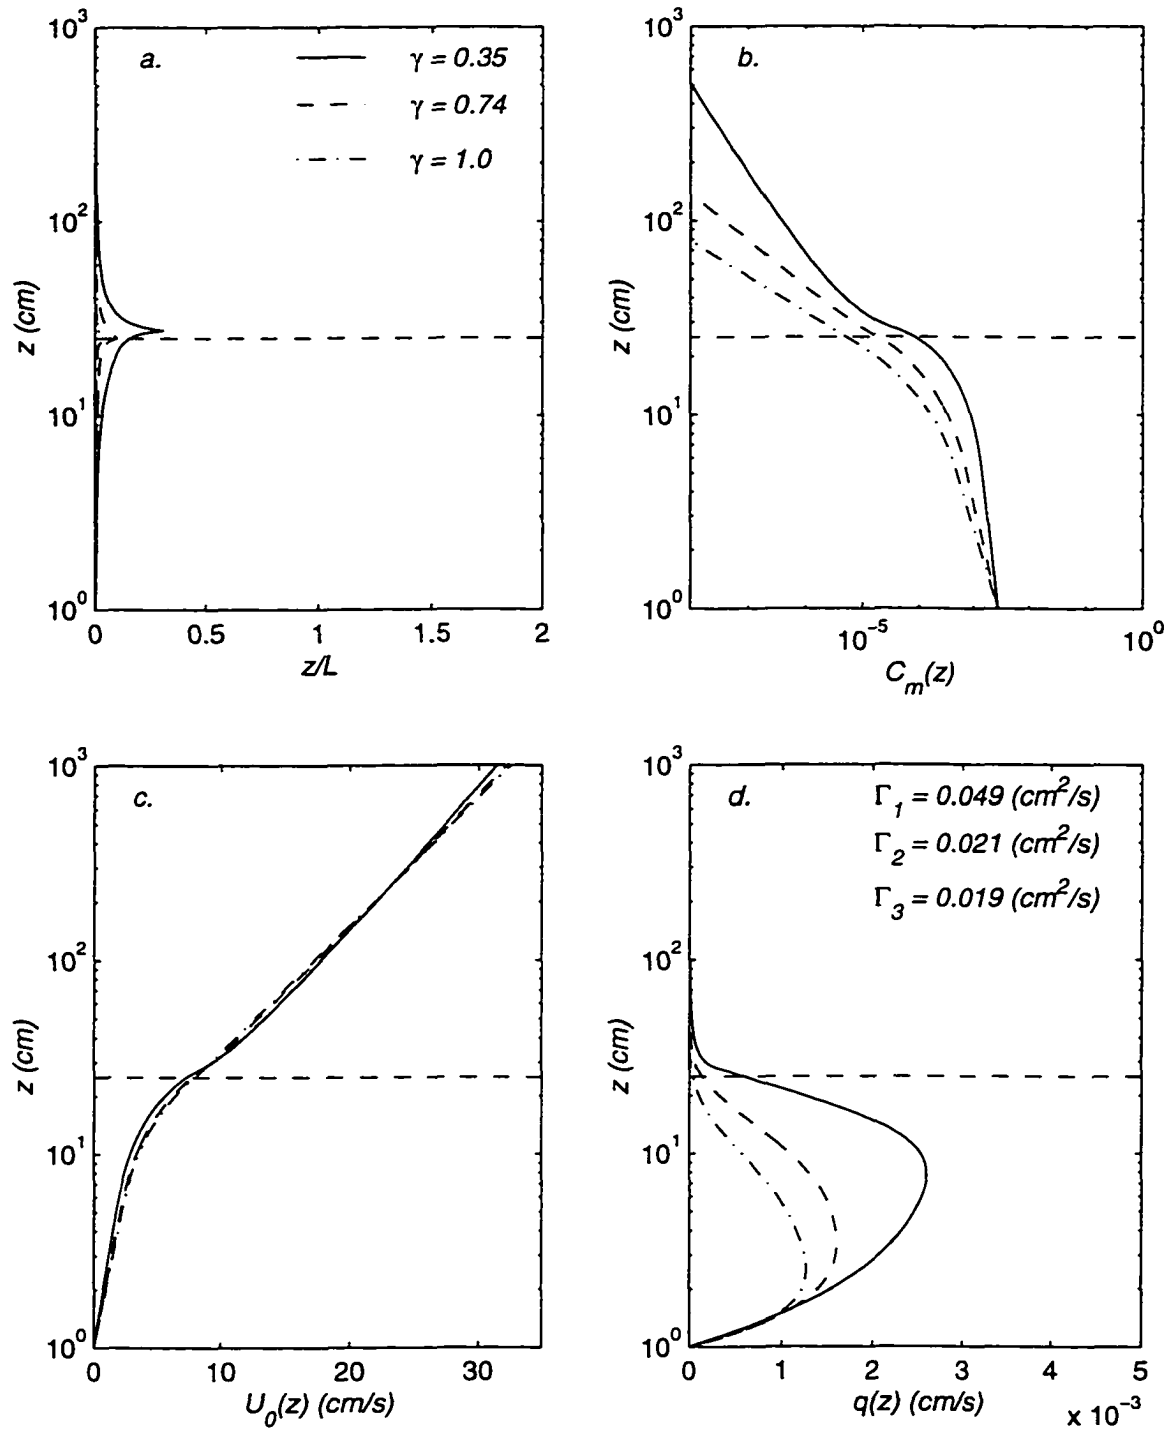 a.
γ = 0.35
γ = 0.74
γ = 1.0
10³
10²
10¹
10⁰
z (cm)
0 0.5 1 1.5 2
z/L
b.
10³
10²
10¹
10⁰
z (cm)
10⁻⁵ 10⁰
C_m(z)
c.
10³
10²
10¹
10⁰
z (cm)
0 10 20 30
U_0(z) (cm/s)
d.
Γ_1 = 0.049 (cm²/s)
Γ_2 = 0.021 (cm²/s)
Γ_3 = 0.019 (cm²/s)
10³
10²
10¹
10⁰
z (cm)
0 1 2 3 4 5
q(z) (cm/s)
x 10⁻³